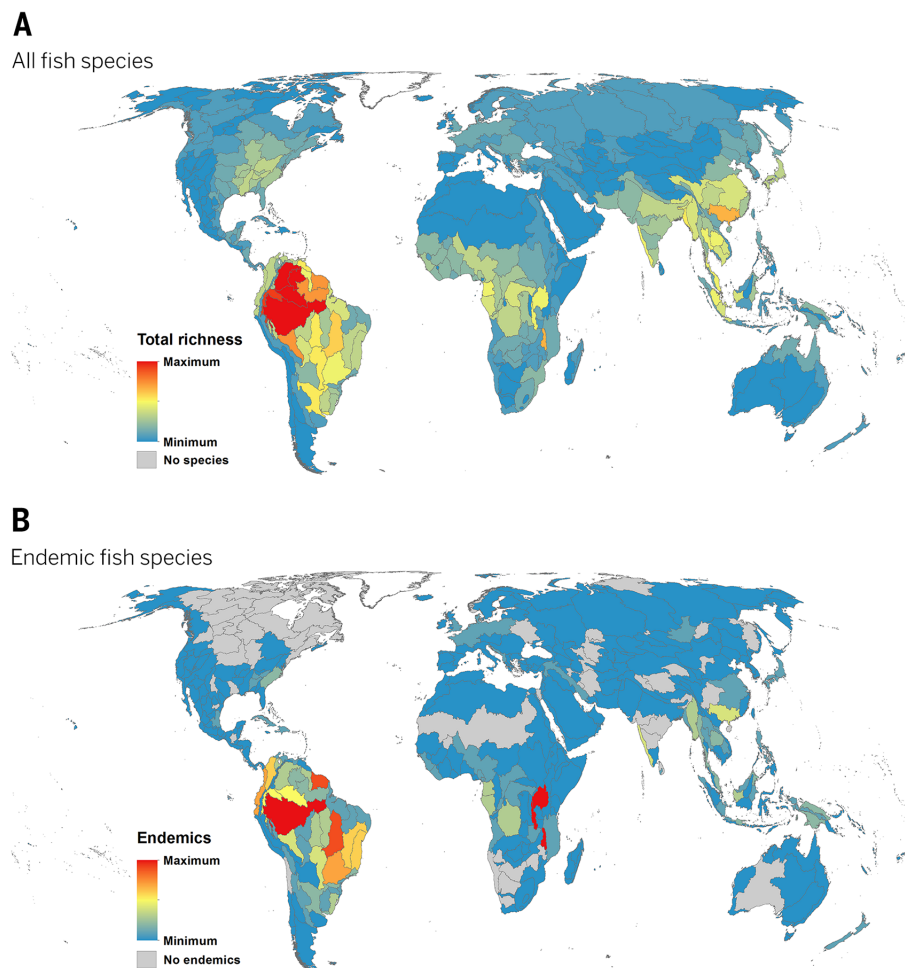 A
All fish species
Total richness
Maximum
Minimum
No species
B
Endemic fish species
Endemics
Maximum
Minimum
No endemics